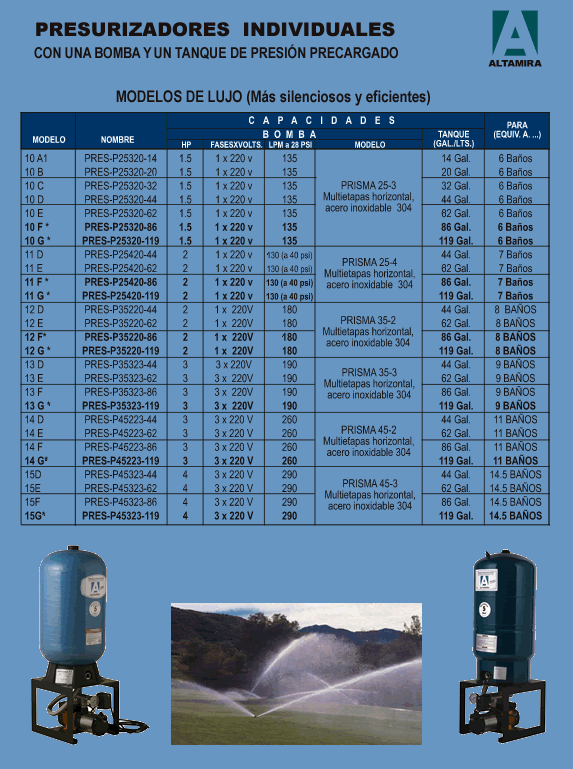 PRESURIZADORES INDIVIDUALES
CON UNA BOMBA Y UN TANQUE DE PRESIÓN PRECARGADO
ALTAMIRA
MODELOS DE LUJO (Más silenciosos y eficientes)
CAPACIDADES
BOMBA
MODELO NOMBRE HP FASESXVOLTS. LPM a 28 PSI MODELO TANQUE (GAL./LTS.) PARA (EQUIV. A. ...)
10 A1 PRES-P25320-14 1.5 1 x 220 v 135 14 Gal. 6 Baños
10 B PRES-P25320-20 1.5 1 x 220 v 135 20 Gal. 6 Baños
10 C PRES-P25320-32 1.5 1 x 220 v 135 PRISMA 25-3 32 Gal. 6 Baños
10 D PRES-P25320-44 1.5 1 x 220 v 135 Multietapas horizontal, 44 Gal. 6 Baños
10 E PRES-P25320-62 1.5 1 x 220 v 135 acero inoxidable 304 62 Gal. 6 Baños
10 F * PRES-P25320-86 1.5 1 x 220 v 135 86 Gal. 6 Baños
10 G * PRES-P25320-119 1.5 1 x 220 v 135 119 Gal. 6 Baños
11 D PRES-P25420-44 2 1 x 220 v 130 (a 40 psi) PRISMA 25-4 44 Gal. 7 Baños
11 E PRES-P25420-62 2 1 x 220 v 130 (a 40 psi) Multietapas horizontal, 62 Gal. 7 Baños
11 F * PRES-P25420-86 2 1 x 220 v 130 (a 40 psi) acero inoxidable 304 86 Gal. 7 Baños
11 G * PRES-P25420-119 2 1 x 220 v 130 (a 40 psi) 119 Gal. 7 Baños
12 D PRES-P35220-44 2 1 x 220V 180 PRISMA 35-2 44 Gal. 8 BAÑOS
12 E PRES-P35220-62 2 1 x 220V 180 Multietapas horizontal, 62 Gal. 8 BAÑOS
12 F* PRES-P35220-86 2 1 x 220V 180 acero inoxidable 304 86 Gal. 8 BAÑOS
12 G * PRES-P35220-119 2 1 x 220V 180 119 Gal. 8 BAÑOS
13 D PRES-P35323-44 3 3 x 220V 190 PRISMA 35-3 44 Gal. 9 BAÑOS
13 E PRES-P35323-62 3 3 x 220V 190 Multietapas horizontal, 62 Gal. 9 BAÑOS
13 F PRES-P35323-86 3 3 x 220V 190 acero inoxidable 304 86 Gal. 9 BAÑOS
13 G * PRES-P35323-119 3 3 x 220V 190 119 Gal. 9 BAÑOS
14 D PRES-P45223-44 3 3 x 220 V 260 PRISMA 45-2 44 Gal. 11 BAÑOS
14 E PRES-P45223-62 3 3 x 220 V 260 Multietapas horizontal, 62 Gal. 11 BAÑOS
14 F PRES-P45223-86 3 3 x 220 V 260 acero inoxidable 304 86 Gal. 11 BAÑOS
14 G* PRES-P45223-119 3 3 x 220 V 260 119 Gal. 11 BAÑOS
15D PRES-P45323-44 4 3 x 220 V 290 PRISMA 45-3 44 Gal. 14.5 BAÑOS
15E PRES-P45323-62 4 3 x 220 V 290 Multietapas horizontal, 62 Gal. 14.5 BAÑOS
15F PRES-P46323-86 4 3 x 220 V 290 acero inoxidable 304 86 Gal. 14.5 BAÑOS
15G* PRES-P45323-119 4 3 x 220 V 290 119 Gal. 14.5 BAÑOS